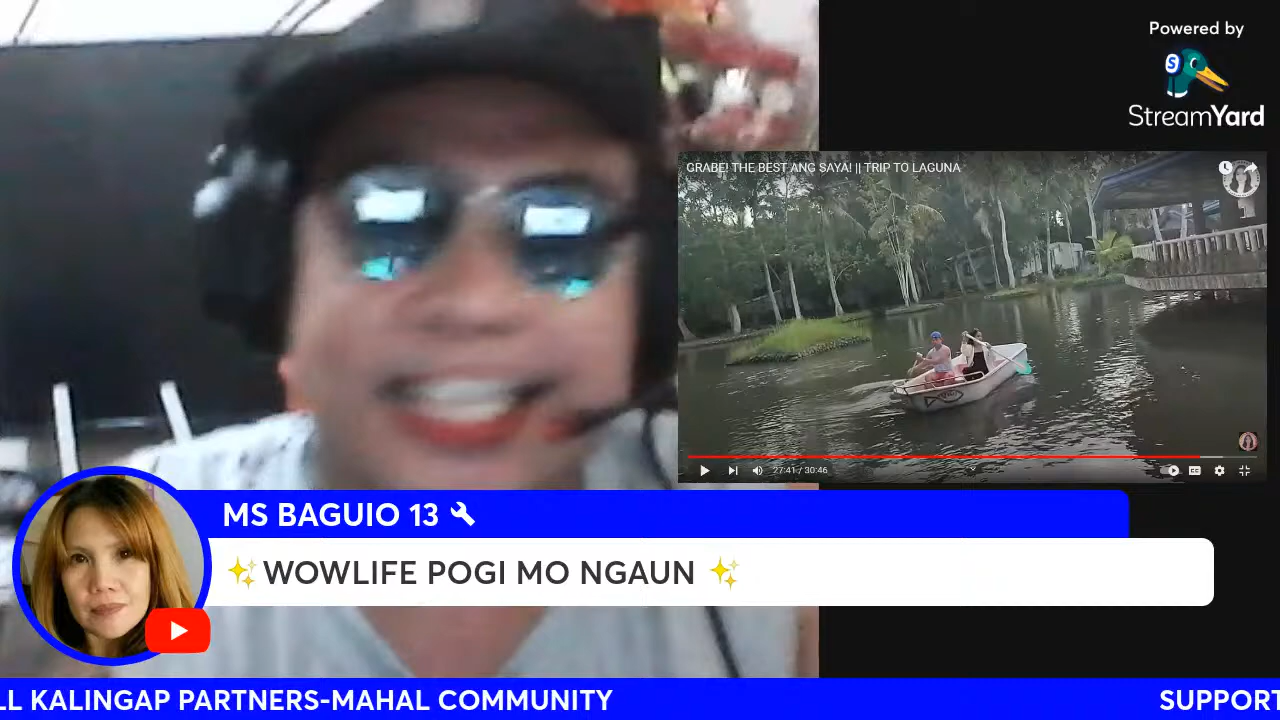 Powered by
StreamYard
GRABE! THE BEST ANG SAYA! || TRIP TO LAGUNA
27:41 / 30:46
MS BAGUIO 13
✨WOWLIFE POGI MO NGAUN ✨
LL KALINGAP PARTNERS-MAHAL COMMUNITY
SUPPORT